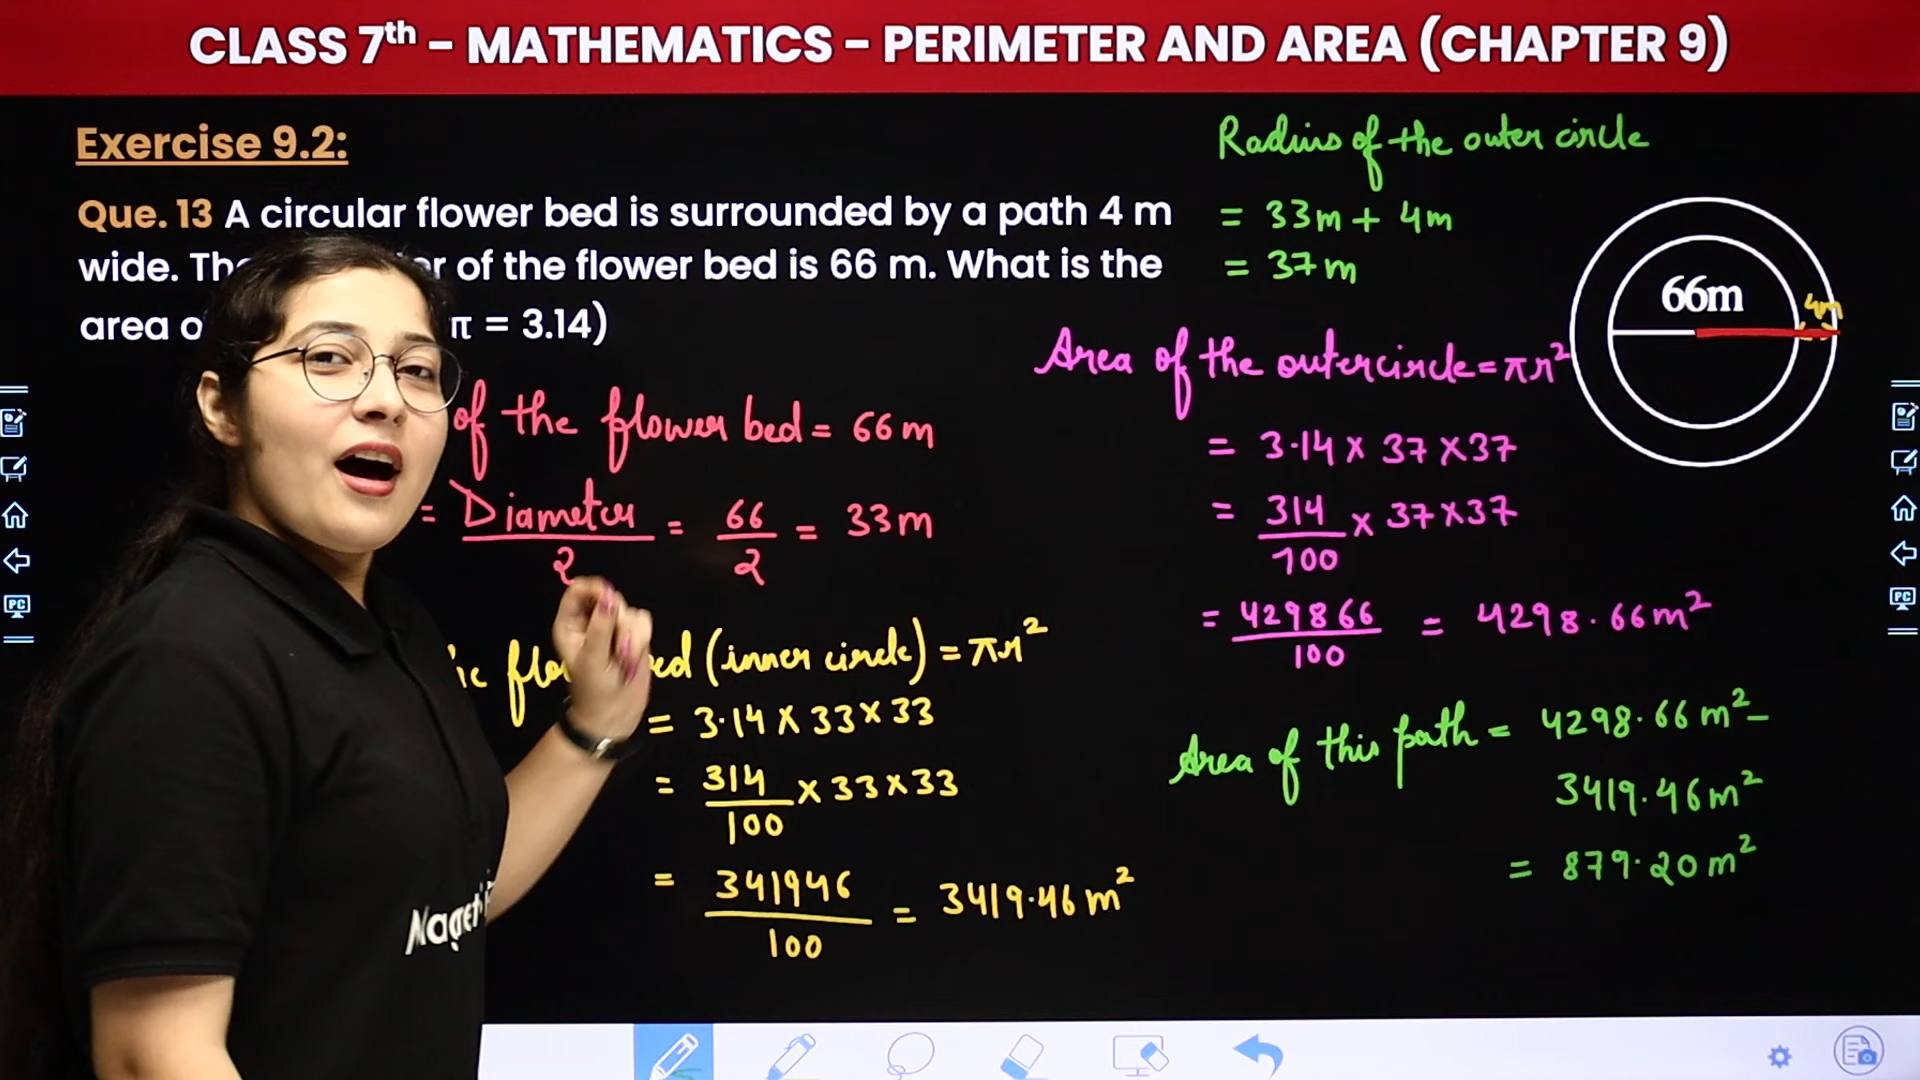 CLASS 7th - MATHEMATICS - PERIMETER AND AREA (CHAPTER 9)
Exercise 9.2:
Que. 13 A circular flower bed is surrounded by a path 4 m
wide. of the flower bed is 66 m. What is the
area π = 3.14)
of the flower bed = 66 m
= Diameter/2 = 66/2 = 33 m
(inner circle) = πr²
= 3.14 × 33 × 33
= 314/100 × 33 × 33
= 341946/100 = 3419.46 m²
Radius of the outer circle
= 33m + 4m
= 37m
66m
4m
Area of the outercircle = πr²
= 3.14 × 37 × 37
= 314/100 × 37 × 37
= 429866/100 = 4298.66 m²
Area of this path = 4298.66 m² –
3419.46 m²
= 879.20 m²
PC
PC